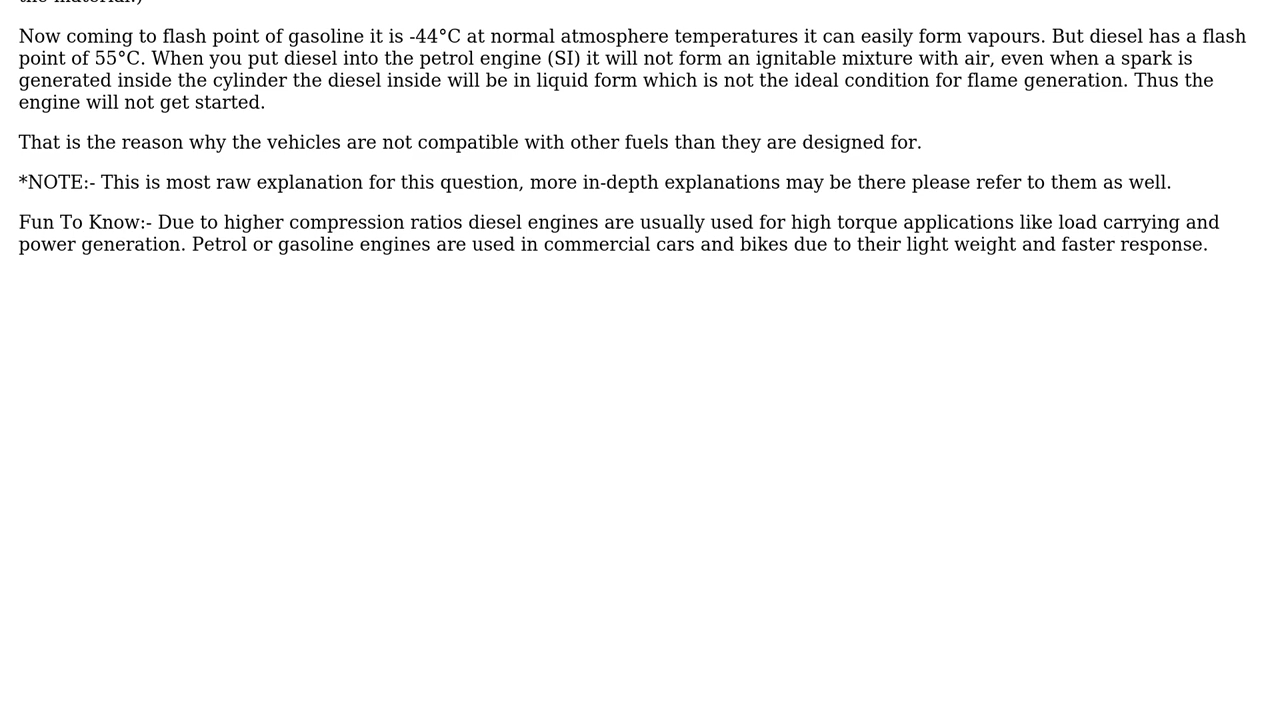 the material.)
Now coming to flash point of gasoline it is -44°C at normal atmosphere temperatures it can easily form vapours. But diesel has a flash
point of 55°C. When you put diesel into the petrol engine (SI) it will not form an ignitable mixture with air, even when a spark is
generated inside the cylinder the diesel inside will be in liquid form which is not the ideal condition for flame generation. Thus the
engine will not get started.
That is the reason why the vehicles are not compatible with other fuels than they are designed for.
*NOTE:- This is most raw explanation for this question, more in-depth explanations may be there please refer to them as well.
Fun To Know:- Due to higher compression ratios diesel engines are usually used for high torque applications like load carrying and
power generation. Petrol or gasoline engines are used in commercial cars and bikes due to their light weight and faster response.